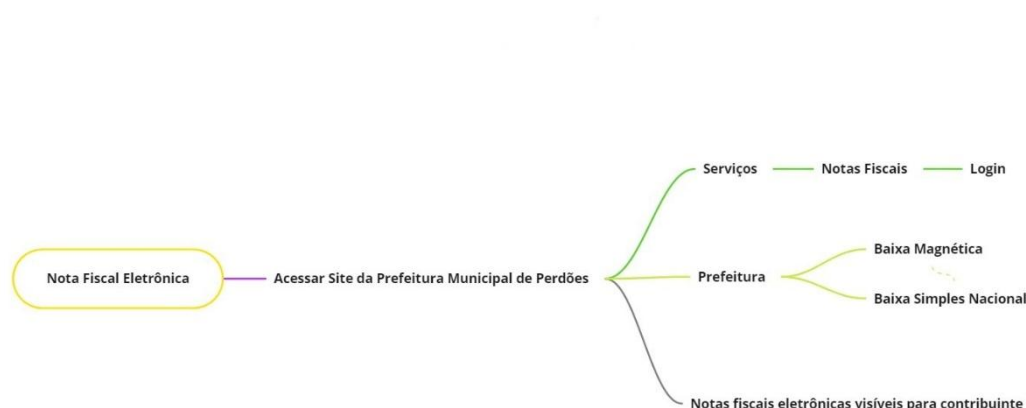 Serviços
Notas Fiscais
Login
Baixa Magnética
Nota Fiscal Eletrônica
Acessar Site da Prefeitura Municipal de Perdões
Prefeitura
Baixa Simples Nacional
Notas fiscais eletrônicas visíveis para contribuinte